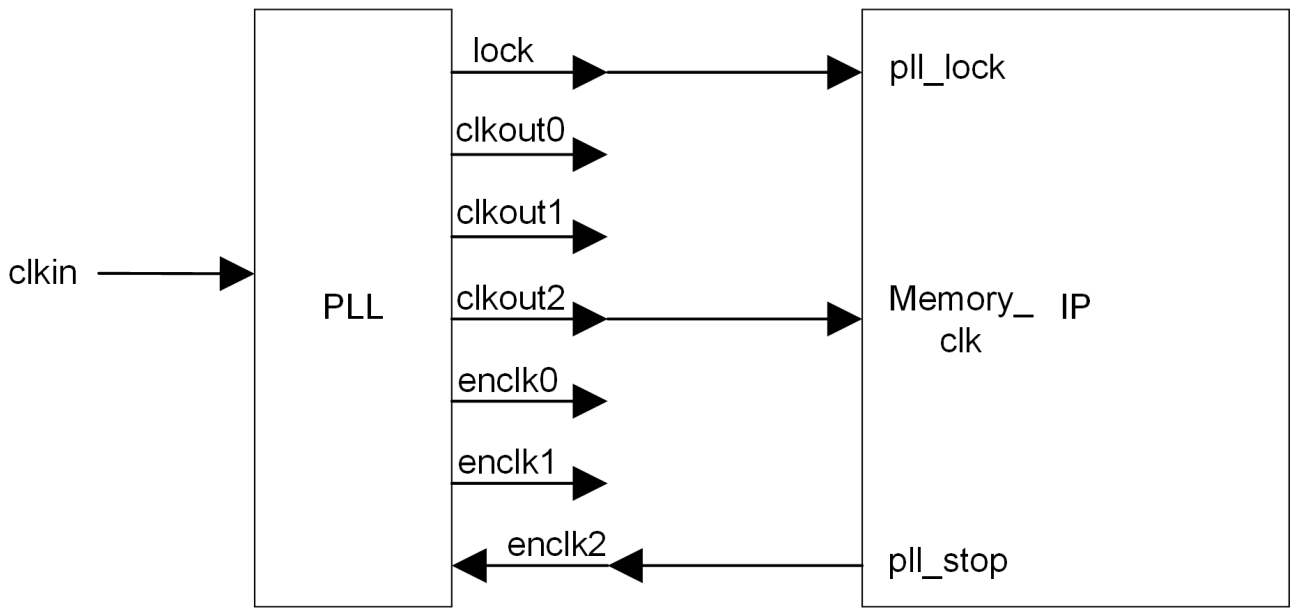 lock
pll_lock
clkout0
clkout1
clkin
PLL
clkout2
Memory_ IP
clk
enclk0
enclk1
enclk2
pll_stop